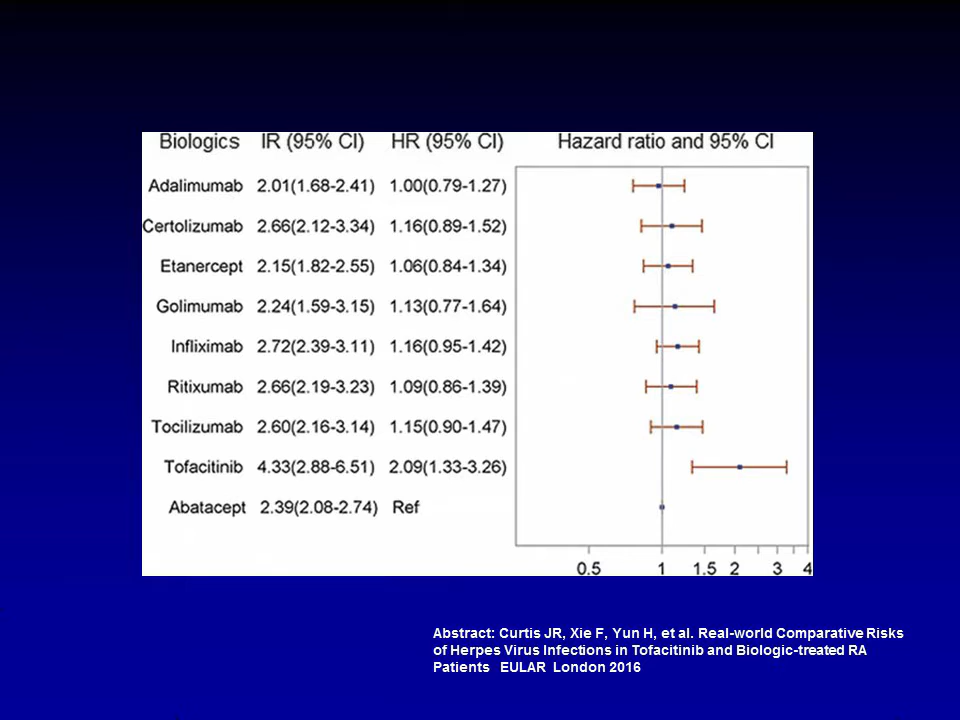 Biologics IR (95% CI) HR (95% CI) Hazard ratio and 95% CI
Adalimumab 2.01(1.68-2.41) 1.00(0.79-1.27)
Certolizumab 2.66(2.12-3.34) 1.16(0.89-1.52)
Etanercept 2.15(1.82-2.55) 1.06(0.84-1.34)
Golimumab 2.24(1.59-3.15) 1.13(0.77-1.64)
Infliximab 2.72(2.39-3.11) 1.16(0.95-1.42)
Ritixumab 2.66(2.19-3.23) 1.09(0.86-1.39)
Tocilizumab 2.60(2.16-3.14) 1.15(0.90-1.47)
Tofacitinib 4.33(2.88-6.51) 2.09(1.33-3.26)
Abatacept 2.39(2.08-2.74) Ref
0.5 1 1.5 2 3 4
Abstract: Curtis JR, Xie F, Yun H, et al. Real-world Comparative Risks
of Herpes Virus Infections in Tofacitinib and Biologic-treated RA
Patients EULAR London 2016